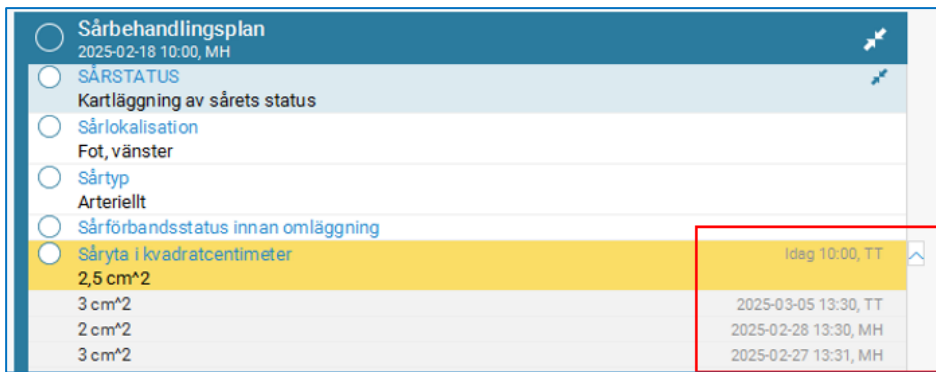 Sårbehandlingsplan
2025-02-18 10:00, MH
SÅRSTATUS
Kartläggning av sårets status
Sårlokalisation
Fot, vänster
Sårtyp
Arteriellt
Sårförbandsstatus innan omläggning
Såryta i kvadratcentimeter Idag 10:00, TT
2,5 cm^2
3 cm^2 2025-03-05 13:30, TT
2 cm^2 2025-02-28 13:30, MH
3 cm^2 2025-02-27 13:31, MH